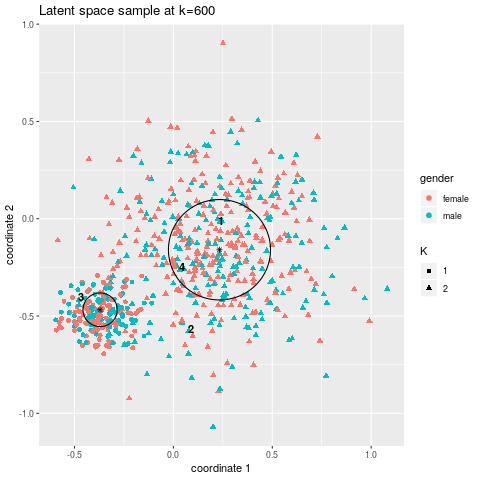 Latent space sample at k=600
coordinate 2
1.0
0.5
0.0
-0.5
-1.0
1
4
3
2
-0.5
0.0
0.5
1.0
coordinate 1
gender
female
male
K
1
2